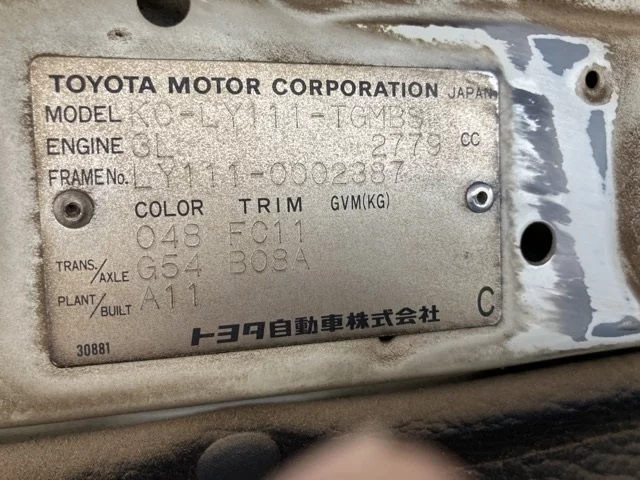 TOYOTA MOTOR CORPORATION JAPAN
MODEL KC-LY111-TGMBS
ENGINE 3L 2779 CC
FRAME No. LY111-0002387
COLOR TRIM GVM(KG)
048 FC11
TRANS./AXLE G54 B03A
PLANT/BUILT A11
C
トヨタ自動車株式会社
30881